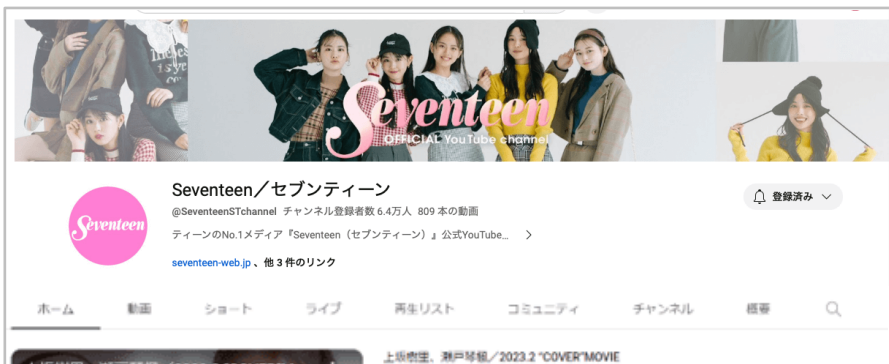 Seventeen
OFFICIAL YouTube channel
Seventeen
Seventeen／セブンティーン
@SeventeenSTchannel チャンネル登録者数 6.4万人 809 本の動画
ティーンのNo.1メディア『Seventeen（セブンティーン）』公式YouTube...
seventeen-web.jp 、他 3 件のリンク
登録済み
ホーム 動画 ショート ライブ 再生リスト コミュニティ チャンネル 概要
上坂樹里、瀬戸琴楓／2023.2 "COVER"MOVIE